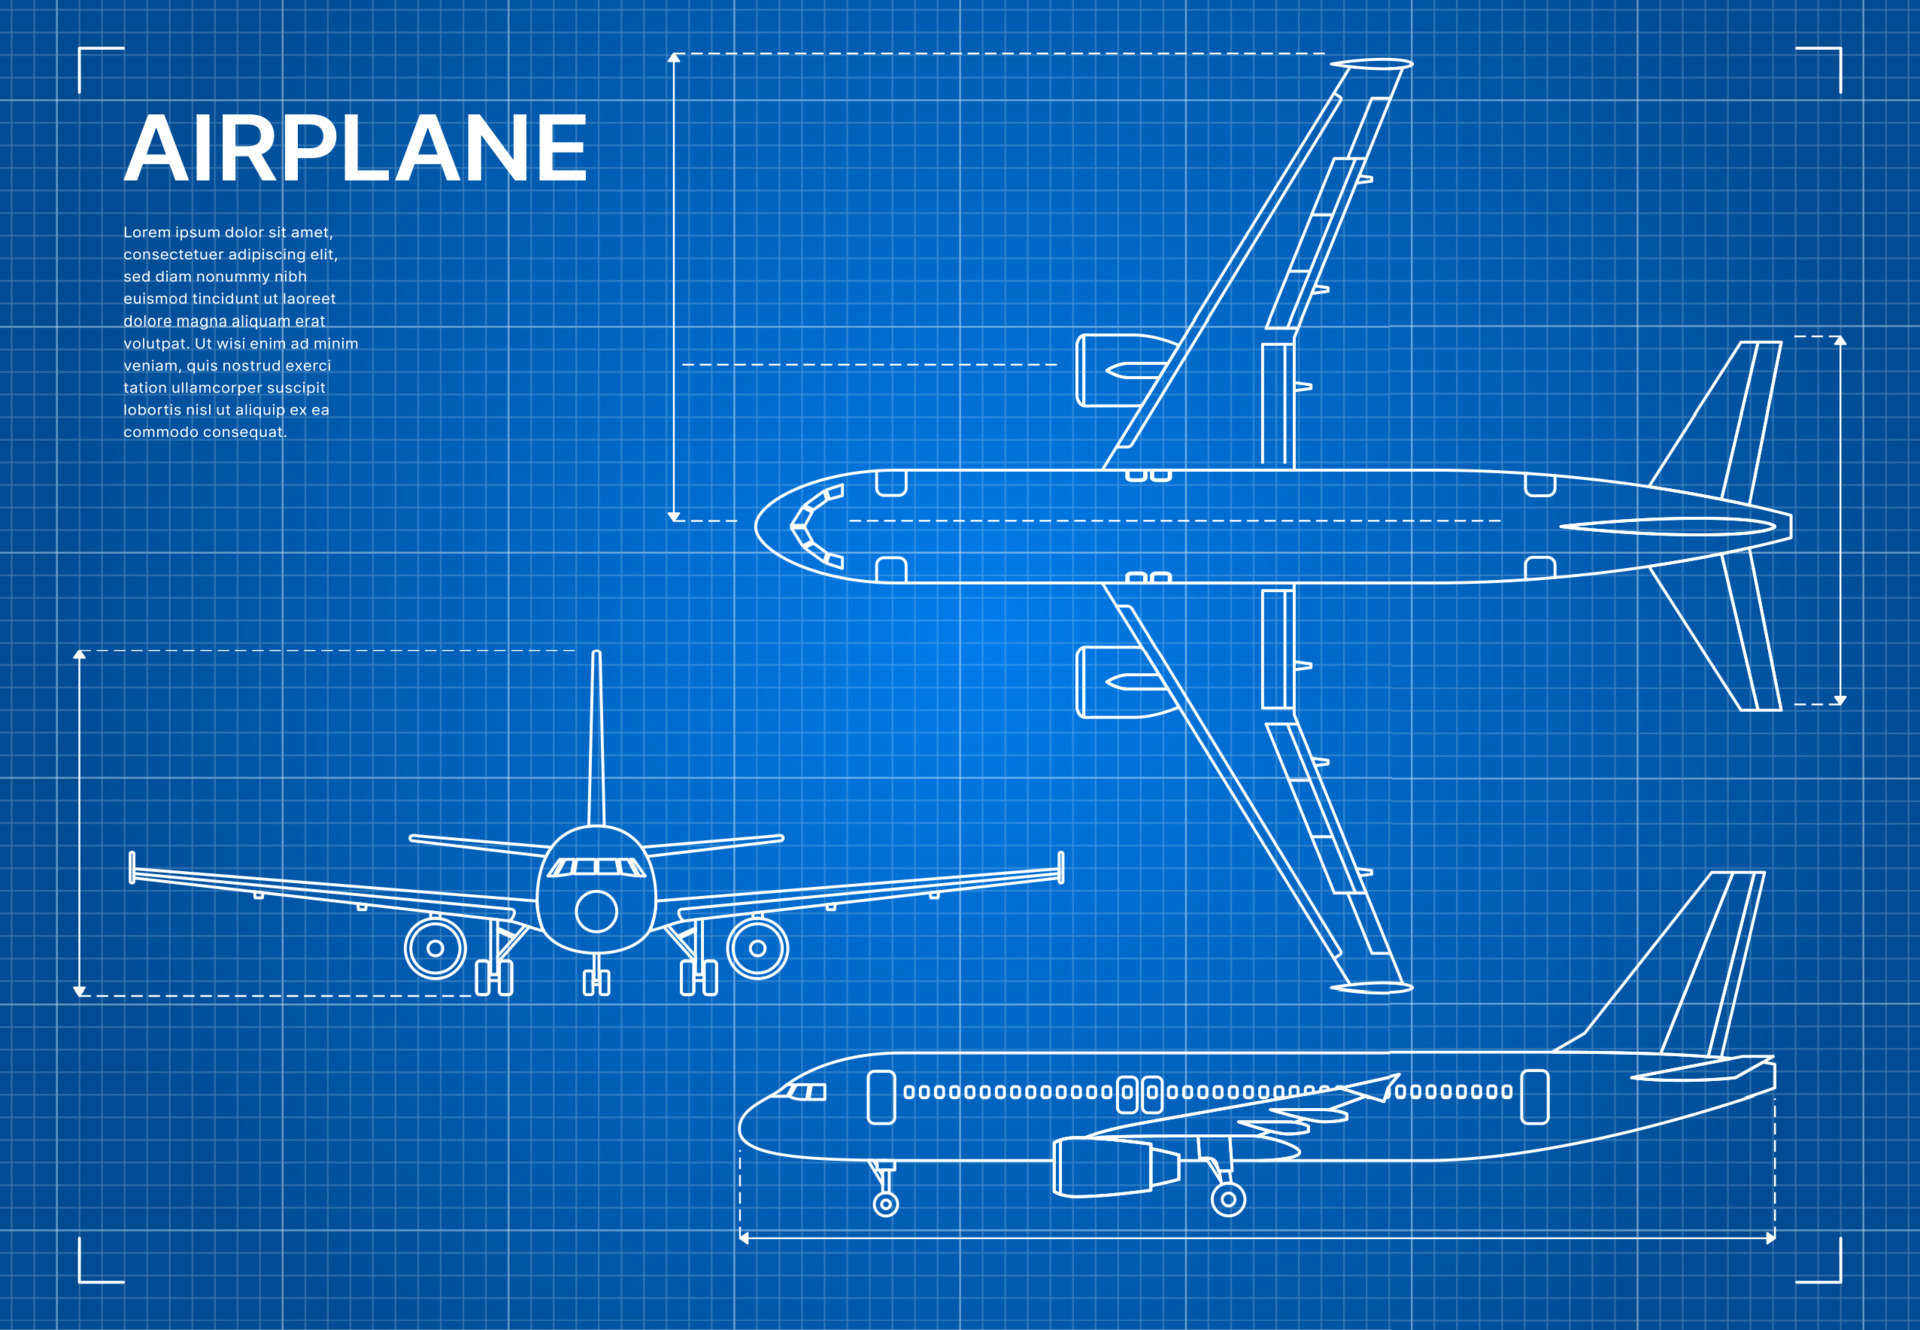 AIRPLANE
Lorem ipsum dolor sit amet,
consectetuer adipiscing elit,
sed diam nonummy nibh
euismod tincidunt ut laoreet
dolore magna aliquam erat
volutpat. Ut wisi enim ad minim
veniam, quis nostrud exerci
tation ullamcorper suscipit
lobortis nisl ut aliquip ex ea
commodo consequat.